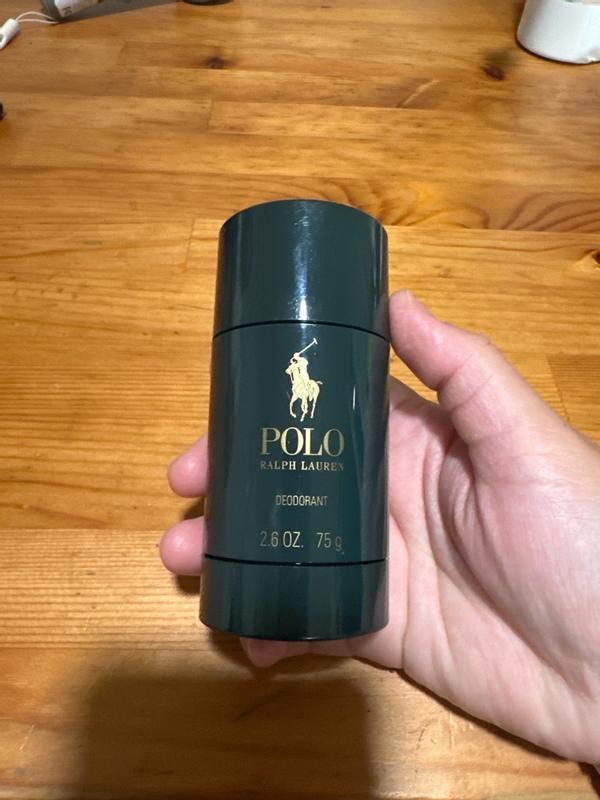 POLO
RALPH LAUREN
DEODORANT
2.6 OZ. 75 g